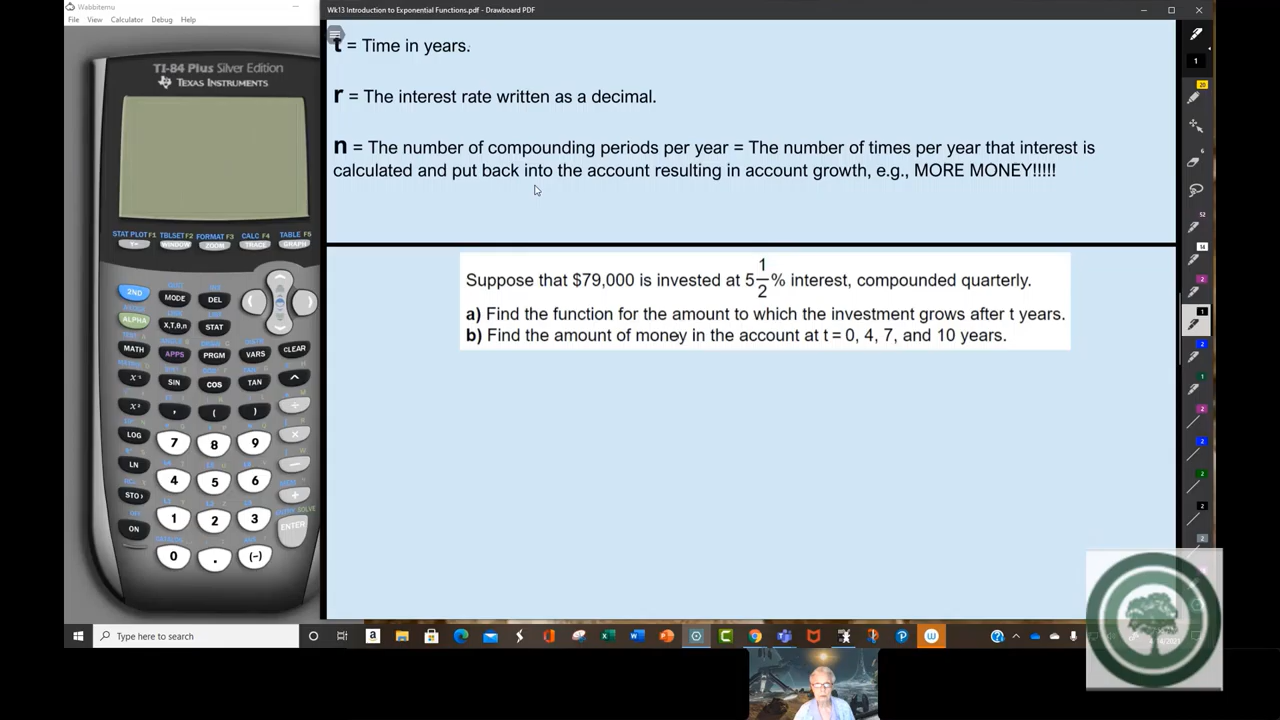 Wabbitemu
Wk13 Introduction to Exponential Functions.pdf - Drawboard PDF
File View Calculator Debug Help
t = Time in years.
TI-84 Plus Silver Edition
TEXAS INSTRUMENTS
r = The interest rate written as a decimal.
n = The number of compounding periods per year = The number of times per year that interest is
calculated and put back into the account resulting in account growth, e.g., MORE MONEY!!!!!
Suppose that $79,000 is invested at 5 1/2% interest, compounded quarterly.
a) Find the function for the amount to which the investment grows after t years.
b) Find the amount of money in the account at t = 0, 4, 7, and 10 years.
STAT PLOT F1 TBLSET F2 FORMAT F3 CALC F4 TABLE F5
Y= WINDOW ZOOM TRACE GRAPH
2ND MODE DEL
ALPHA X,T,θ,n STAT
MATH APPS PRGM VARS CLEAR
SIN COS TAN ^
, ( ) ÷
LOG 7 8 9 ×
LN 4 5 6 −
STO› 1 2 3 +
ON 0 . (−) ENTER
Type here to search